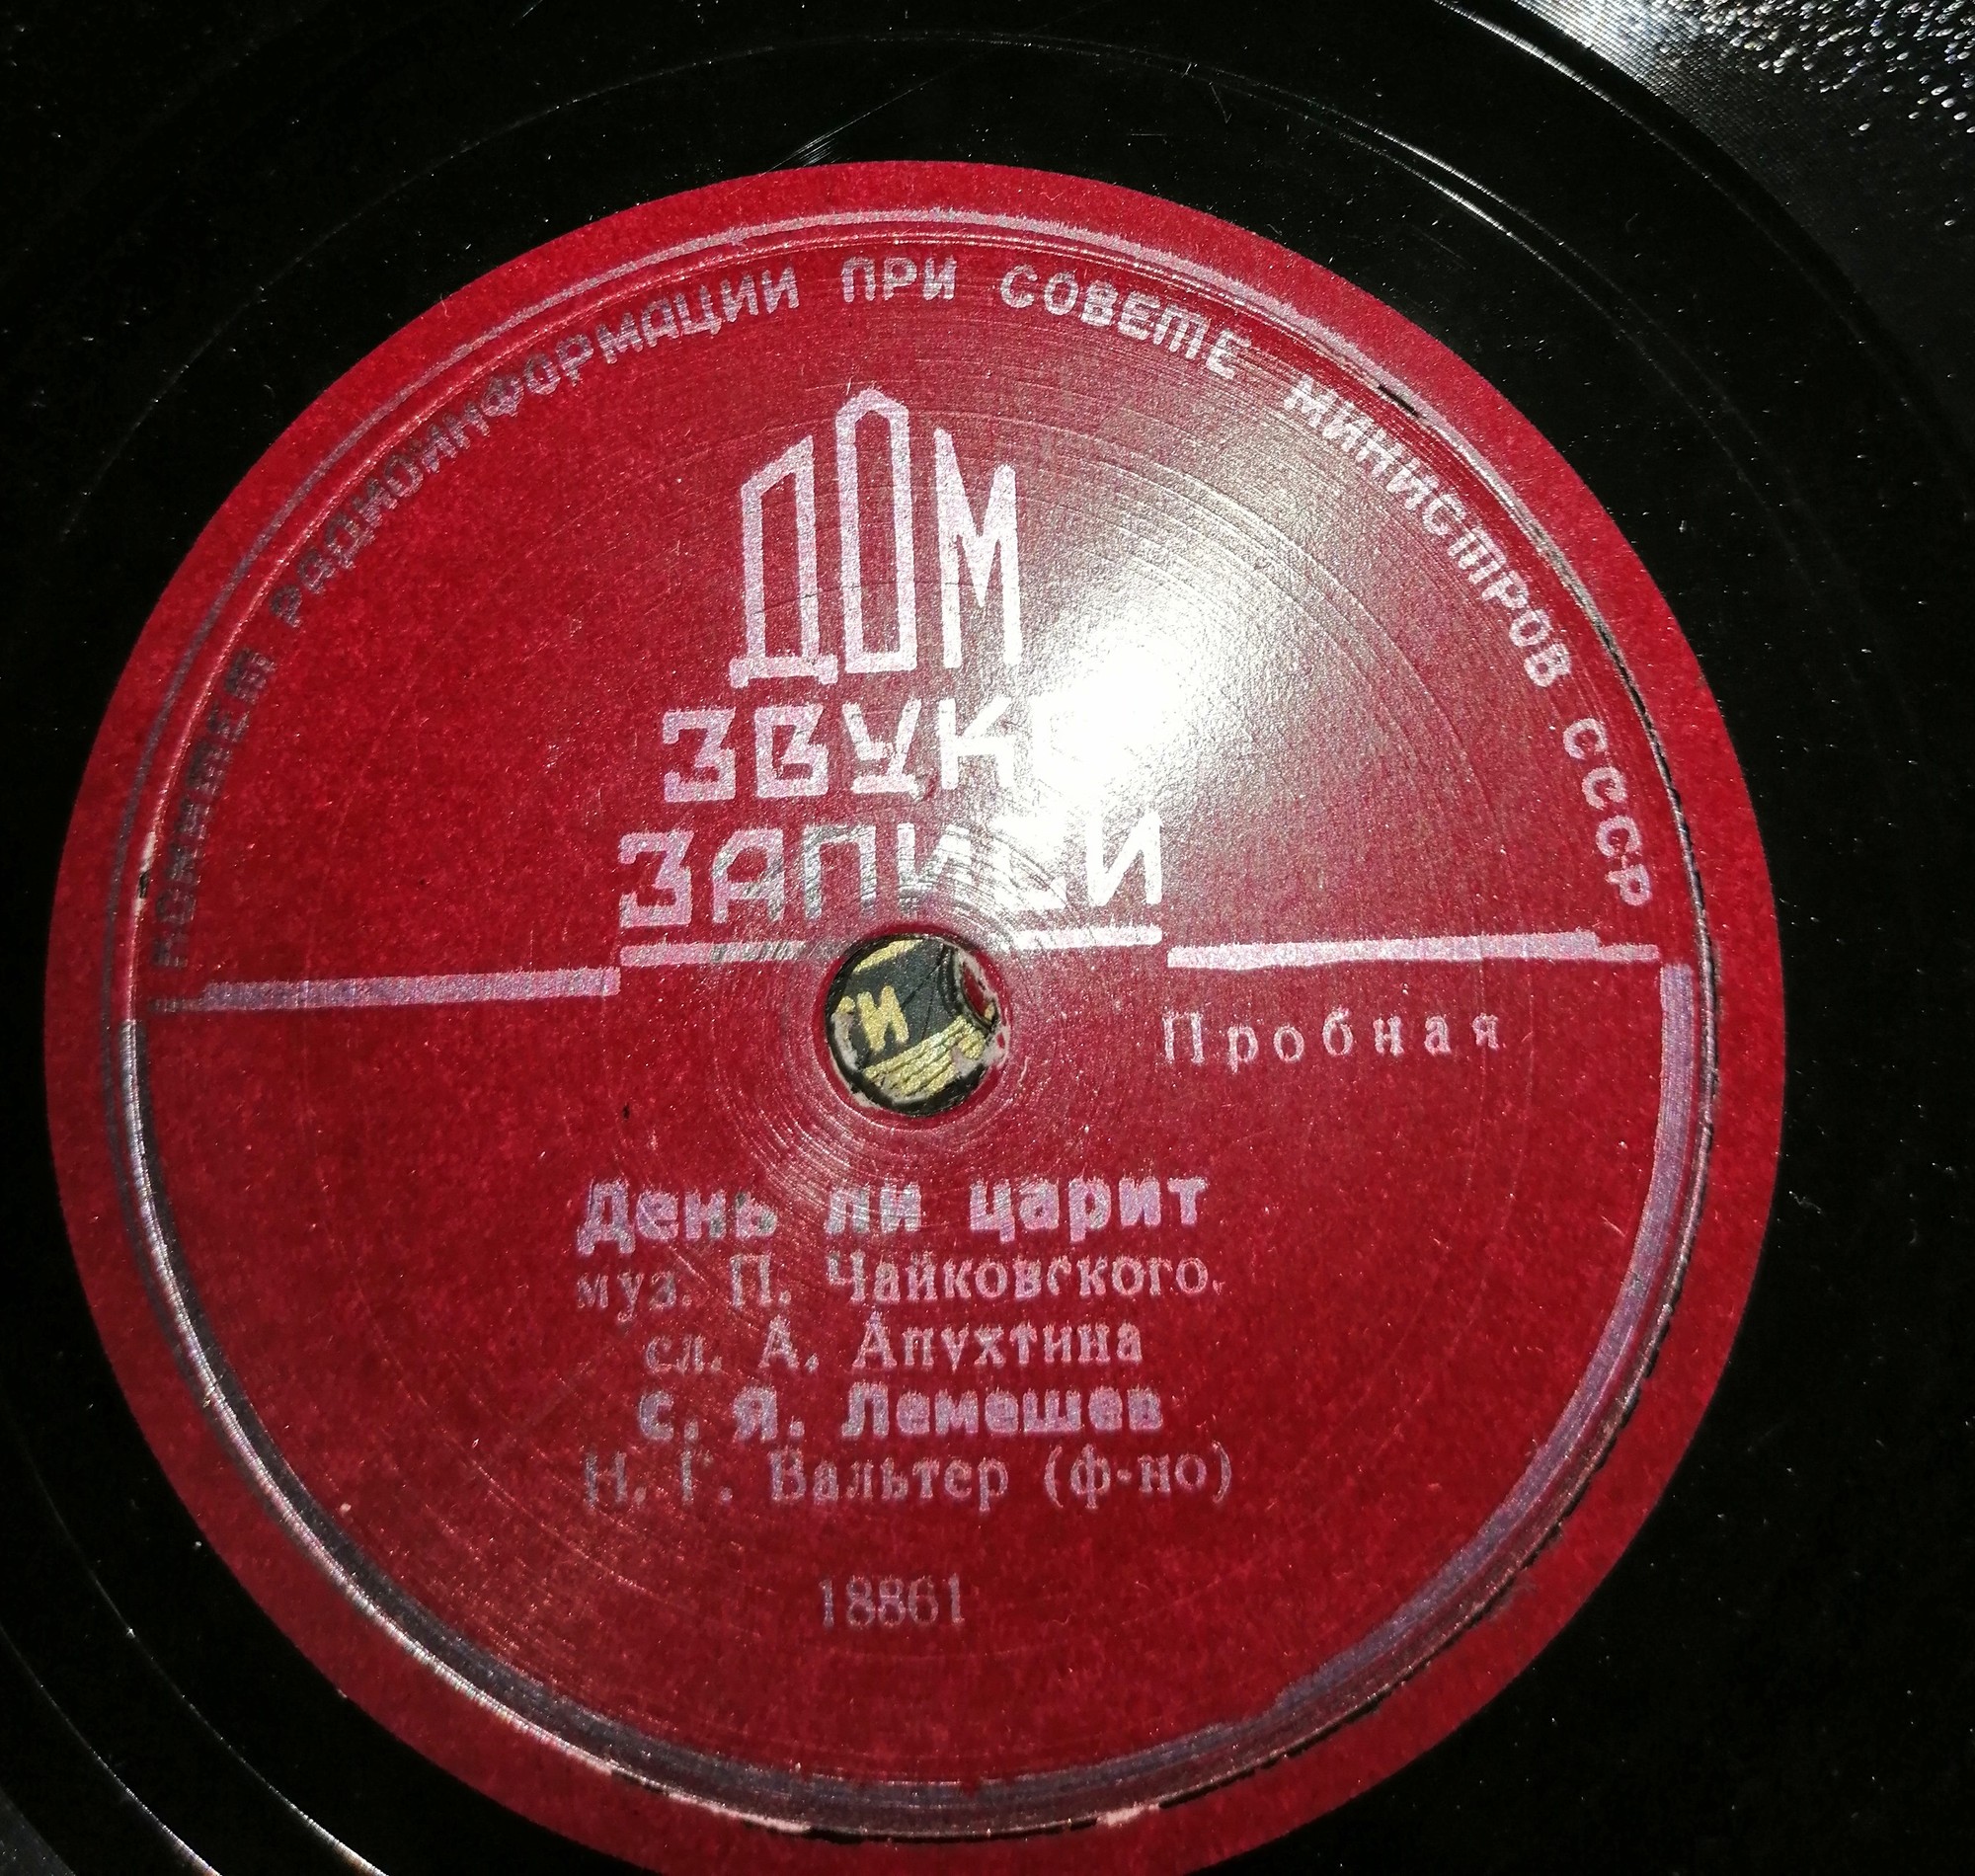 КОМИТЕТ РАДИОИНФОРМАЦИИ ПРИ СОВЕТЕ МИНИСТРОВ СССР
ДОМ
ЗВУКО
ЗАПИСИ
Пробная
День ли царит
муз. П. Чайковского,
сл. А. Апухтина
С. Я. Лемешев
Н. Г. Вальтер (ф-но)
18861